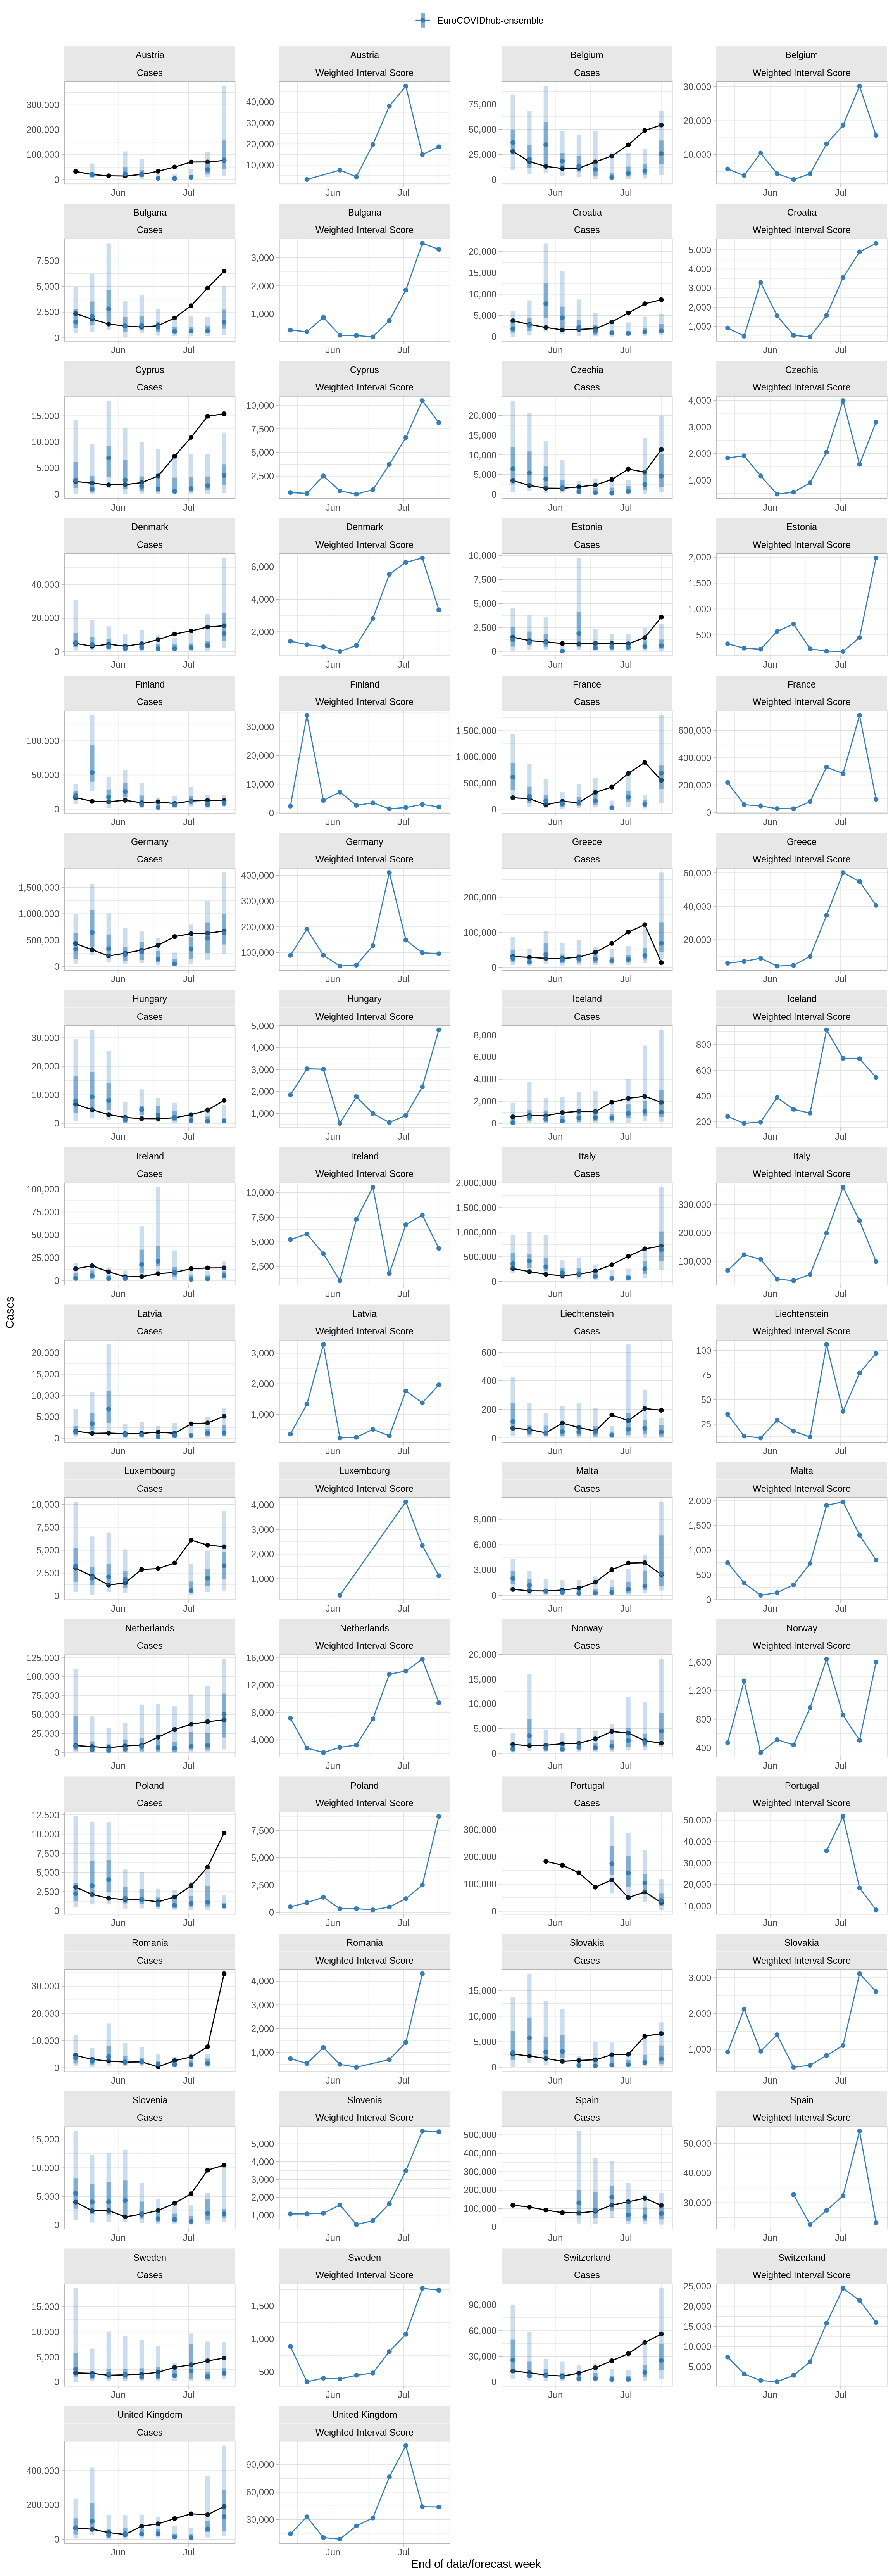 EuroCOVIDhub-ensemble
Austria Austria Belgium Belgium
Cases Weighted Interval Score Cases Weighted Interval Score
300,000 200,000 100,000 0 40,000 30,000 20,000 10,000 75,000 50,000 25,000 0 30,000 20,000 10,000
Jun Jul Jun Jul Jun Jul Jun Jul
Bulgaria Bulgaria Croatia Croatia
Cases Weighted Interval Score Cases Weighted Interval Score
7,500 5,000 2,500 0 3,000 2,000 1,000 20,000 15,000 10,000 5,000 0 5,000 4,000 3,000 2,000 1,000
Jun Jul Jun Jul Jun Jul Jun Jul
Cyprus Cyprus Czechia Czechia
Cases Weighted Interval Score Cases Weighted Interval Score
15,000 10,000 5,000 0 10,000 7,500 5,000 2,500 20,000 15,000 10,000 5,000 0 4,000 3,000 2,000 1,000
Jun Jul Jun Jul Jun Jul Jun Jul
Denmark Denmark Estonia Estonia
Cases Weighted Interval Score Cases Weighted Interval Score
40,000 20,000 0 6,000 4,000 2,000 10,000 7,500 5,000 2,500 0 2,000 1,500 1,000 500
Jun Jul Jun Jul Jun Jul Jun Jul
Finland Finland France France
Cases Weighted Interval Score Cases Weighted Interval Score
100,000 50,000 0 30,000 20,000 10,000 0 1,500,000 1,000,000 500,000 0 600,000 400,000 200,000 0
Jun Jul Jun Jul Jun Jul Jun Jul
Germany Germany Greece Greece
Cases Weighted Interval Score Cases Weighted Interval Score
1,500,000 1,000,000 500,000 0 400,000 300,000 200,000 100,000 200,000 100,000 0 60,000 40,000 20,000
Jun Jul Jun Jul Jun Jul Jun Jul
Hungary Hungary Iceland Iceland
Cases Weighted Interval Score Cases Weighted Interval Score
30,000 20,000 10,000 0 5,000 4,000 3,000 2,000 1,000 8,000 6,000 4,000 2,000 0 800 600 400 200
Jun Jul Jun Jul Jun Jul Jun Jul
Ireland Ireland Italy Italy
Cases Weighted Interval Score Cases Weighted Interval Score
100,000 75,000 50,000 25,000 0 10,000 7,500 5,000 2,500 2,000,000 1,500,000 1,000,000 500,000 0 300,000 200,000 100,000
Jun Jul Jun Jul Jun Jul Jun Jul
Cases
Latvia Latvia Liechtenstein Liechtenstein
Cases Weighted Interval Score Cases Weighted Interval Score
20,000 15,000 10,000 5,000 0 3,000 2,000 1,000 600 400 200 0 100 75 50 25
Jun Jul Jun Jul Jun Jul Jun Jul
Luxembourg Luxembourg Malta Malta
Cases Weighted Interval Score Cases Weighted Interval Score
10,000 7,500 5,000 2,500 0 4,000 3,000 2,000 1,000 9,000 6,000 3,000 0 2,000 1,500 1,000 500 0
Jun Jul Jun Jul Jun Jul Jun Jul
Netherlands Netherlands Norway Norway
Cases Weighted Interval Score Cases Weighted Interval Score
125,000 100,000 75,000 50,000 25,000 0 16,000 12,000 8,000 4,000 20,000 15,000 10,000 5,000 0 1,600 1,200 800 400
Jun Jul Jun Jul Jun Jul Jun Jul
Poland Poland Portugal Portugal
Cases Weighted Interval Score Cases Weighted Interval Score
12,500 10,000 7,500 5,000 2,500 0 7,500 5,000 2,500 0 300,000 200,000 100,000 0 50,000 40,000 30,000 20,000 10,000
Jun Jul Jun Jul Jun Jul Jun Jul
Romania Romania Slovakia Slovakia
Cases Weighted Interval Score Cases Weighted Interval Score
30,000 20,000 10,000 0 4,000 3,000 2,000 1,000 15,000 10,000 5,000 0 3,000 2,000 1,000
Jun Jul Jun Jul Jun Jul Jun Jul
Slovenia Slovenia Spain Spain
Cases Weighted Interval Score Cases Weighted Interval Score
15,000 10,000 5,000 0 5,000 4,000 3,000 2,000 1,000 500,000 400,000 300,000 200,000 100,000 0 50,000 40,000 30,000
Jun Jul Jun Jul Jun Jul Jun Jul
Sweden Sweden Switzerland Switzerland
Cases Weighted Interval Score Cases Weighted Interval Score
15,000 10,000 5,000 0 1,500 1,000 500 90,000 60,000 30,000 0 25,000 20,000 15,000 10,000 5,000
Jun Jul Jun Jul Jun Jul Jun Jul
United Kingdom United Kingdom
Cases Weighted Interval Score
400,000 200,000 0 90,000 60,000 30,000
Jun Jul Jun Jul
End of data/forecast week